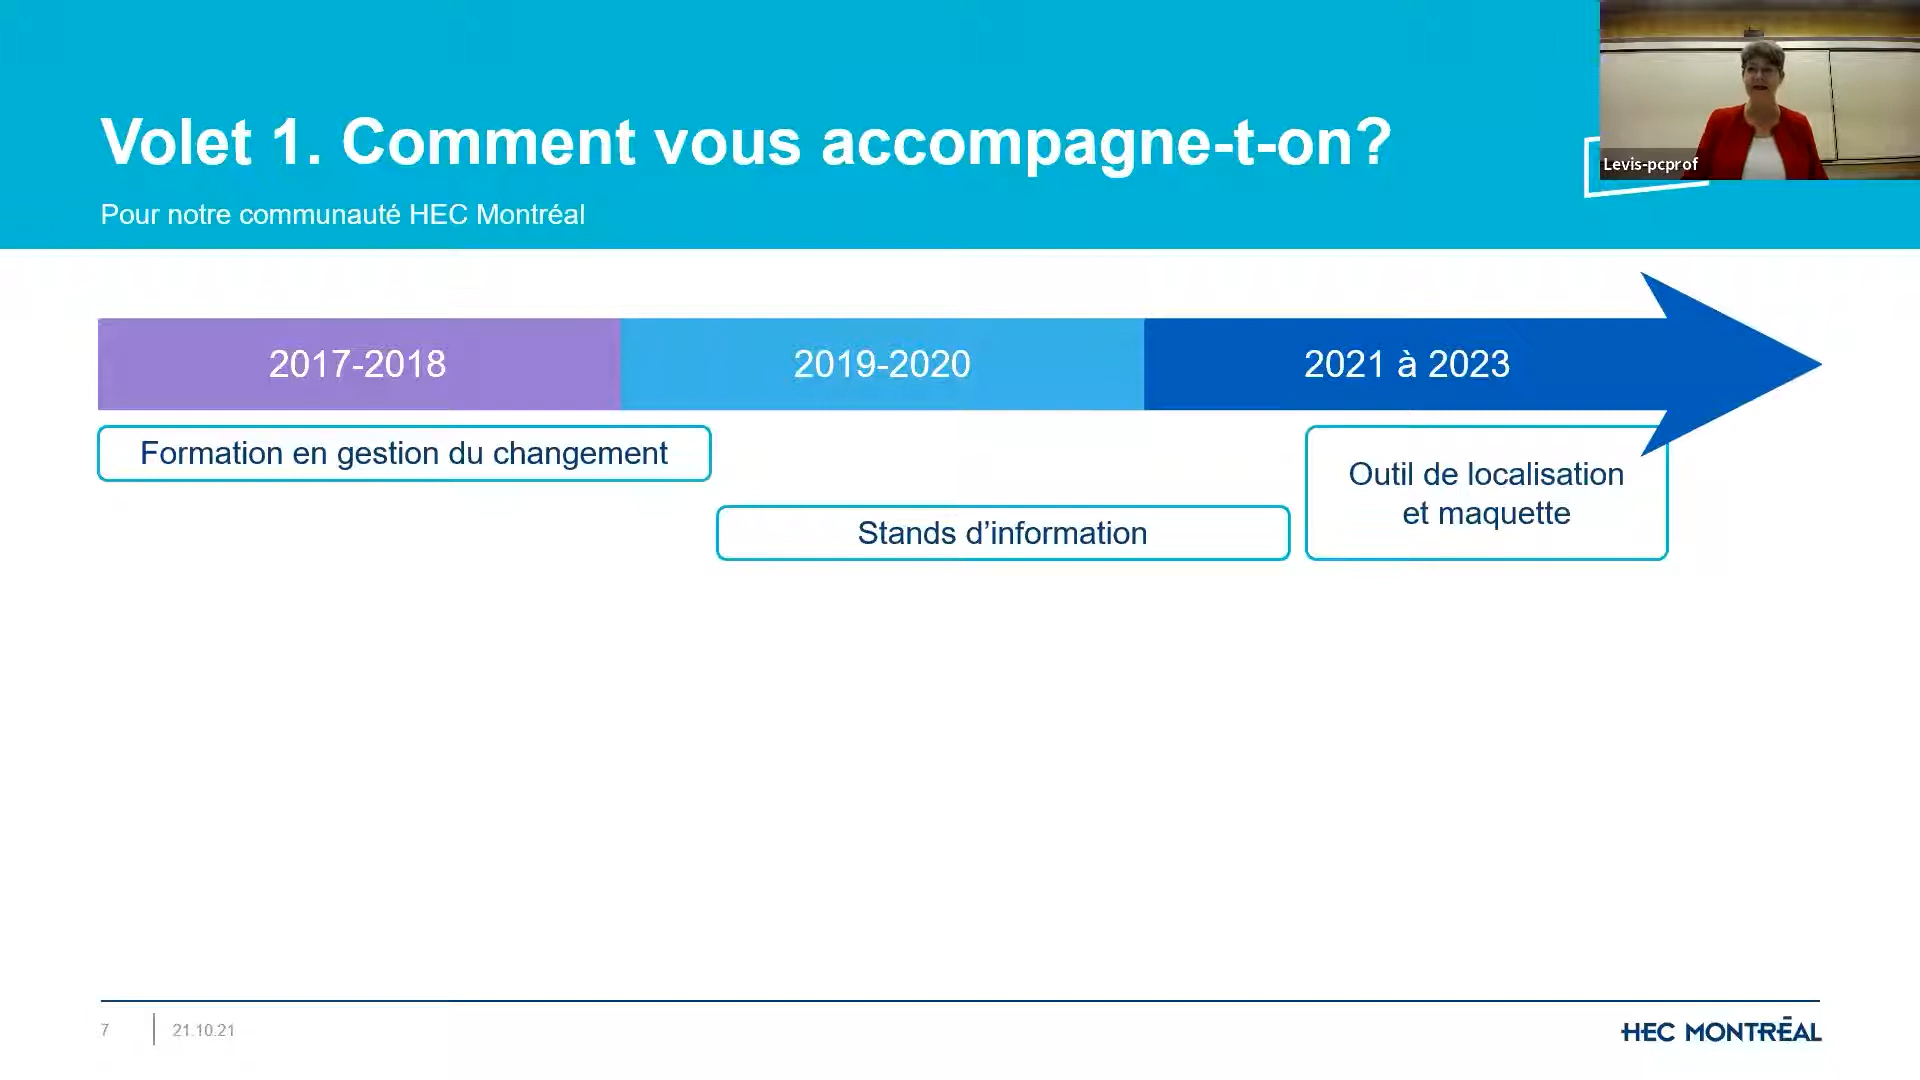 Volet 1. Comment vous accompagne-t-on?
Levis-pcprof
Pour notre communauté HEC Montréal
2017-2018
2019-2020
2021 à 2023
Formation en gestion du changement
Stands d’information
Outil de localisation
et maquette
7
21.10.21
HEC MONTRÉAL